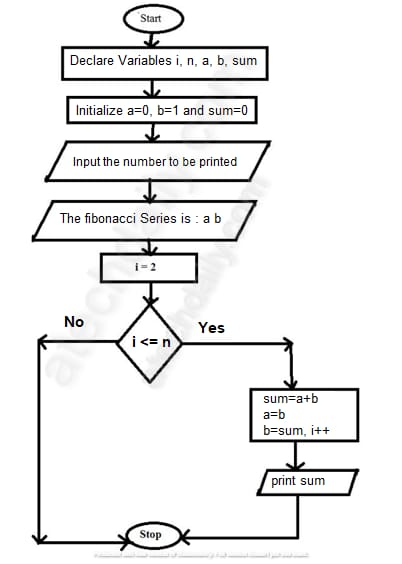 Start
Declare Variables i, n, a, b, sum
Initialize a=0, b=1 and sum=0
Input the number to be printed
The fibonacci Series is : a b
i = 2
No
Yes
i <= n
sum=a+b
a=b
b=sum, i++
print sum
Stop